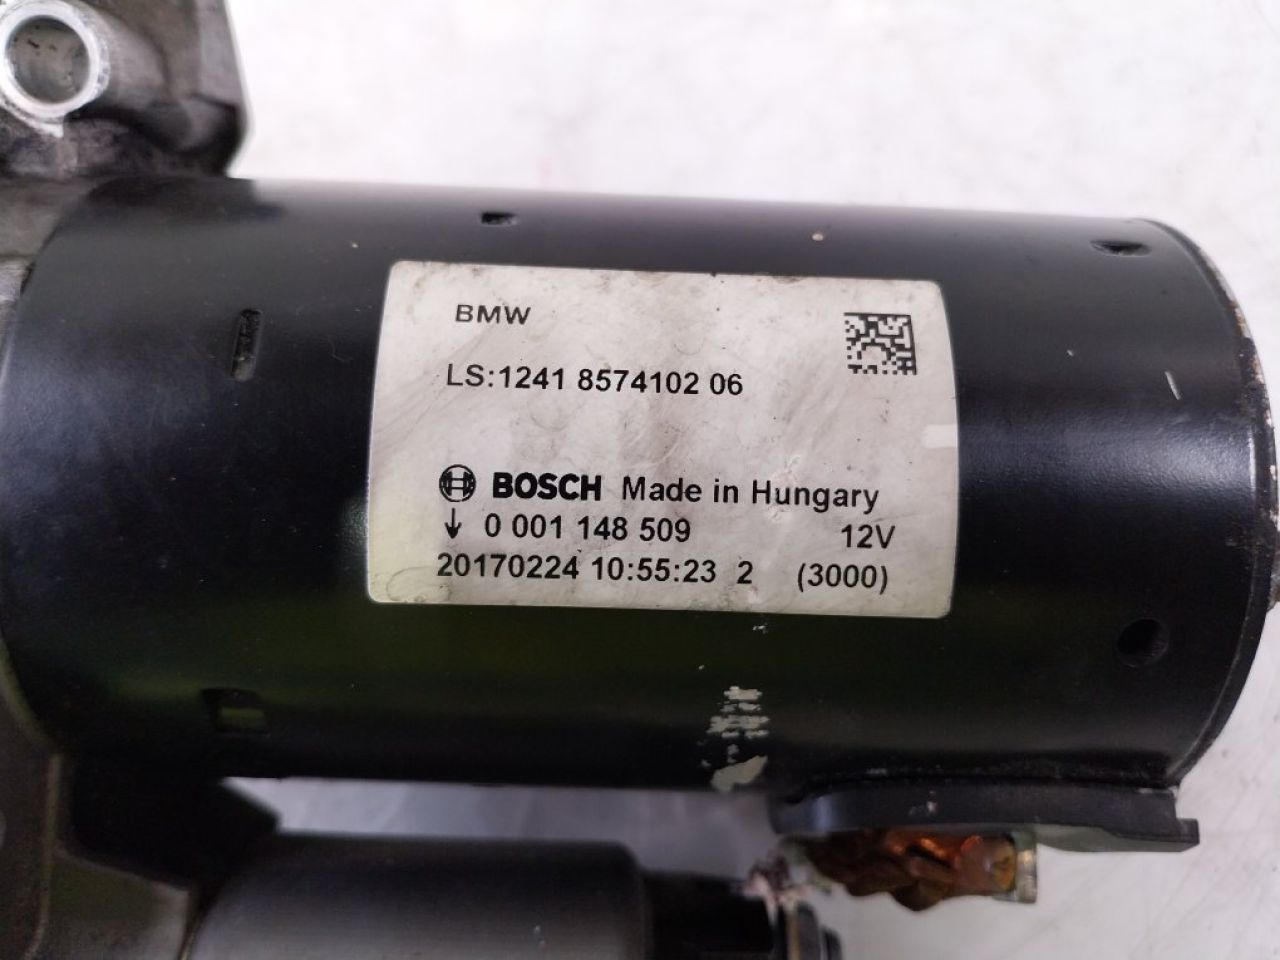 BMW
LS:1241 8574102 06
BOSCH Made in Hungary
↓ 0 001 148 509 12V
20170224 10:55:23 2 (3000)